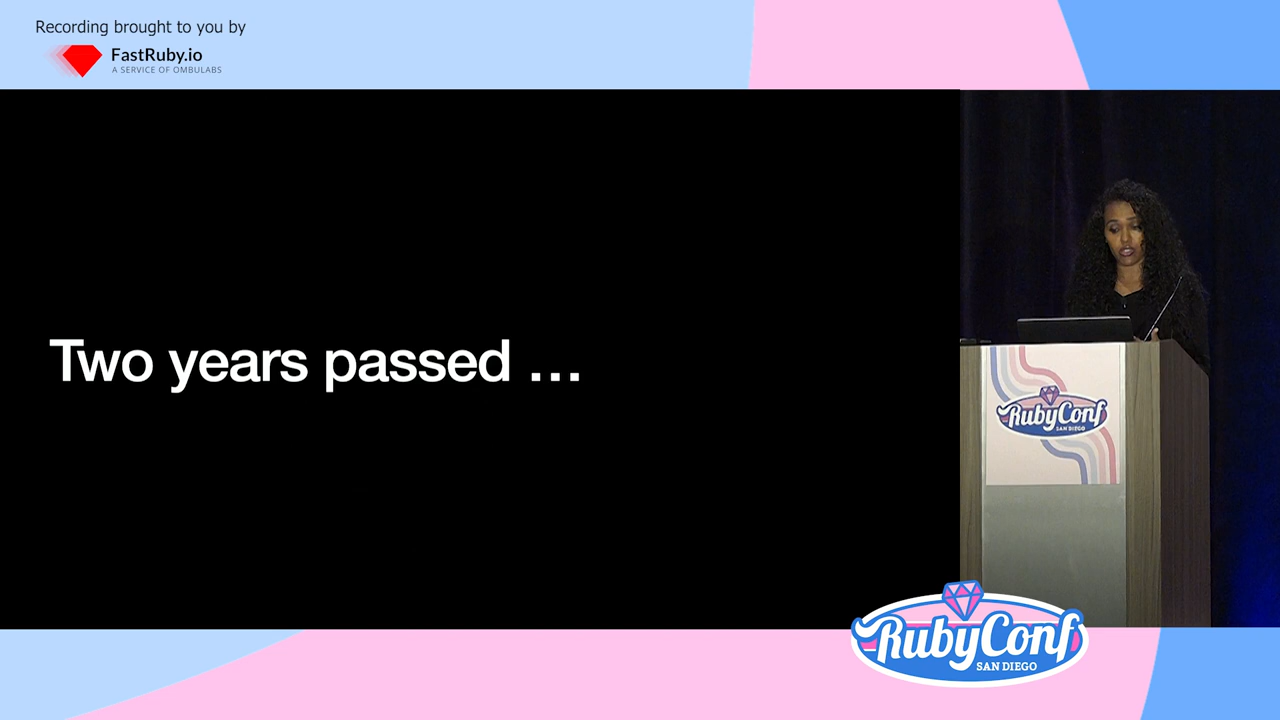 Recording brought to you by
FastRuby.io
A SERVICE OF OMBULABS
Two years passed ...
RubyConf
SAN DIEGO
RubyConf
SAN DIEGO